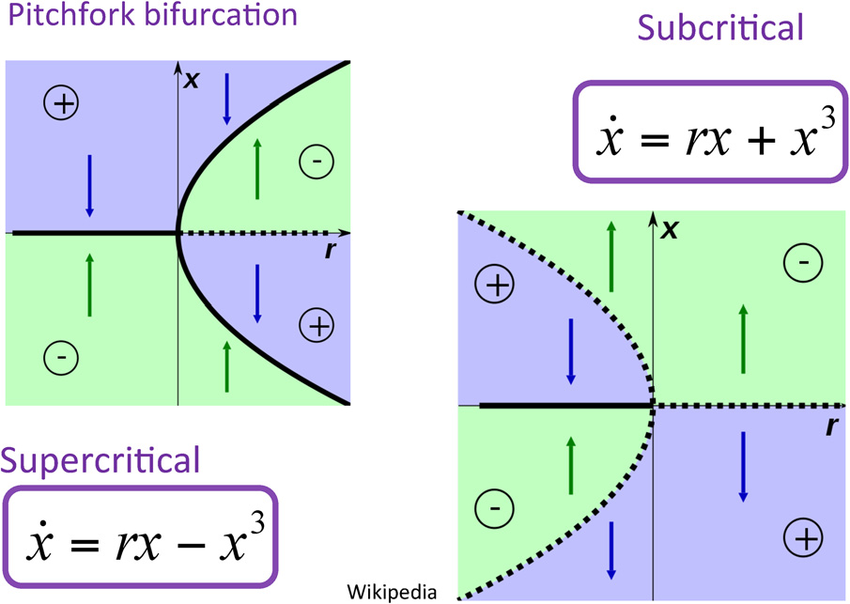 Pitchfork bifurcation
x
+
-
r
-
+
Supercritical
ẋ = rx − x³
Subcritical
ẋ = rx + x³
x
+
-
r
-
+
Wikipedia